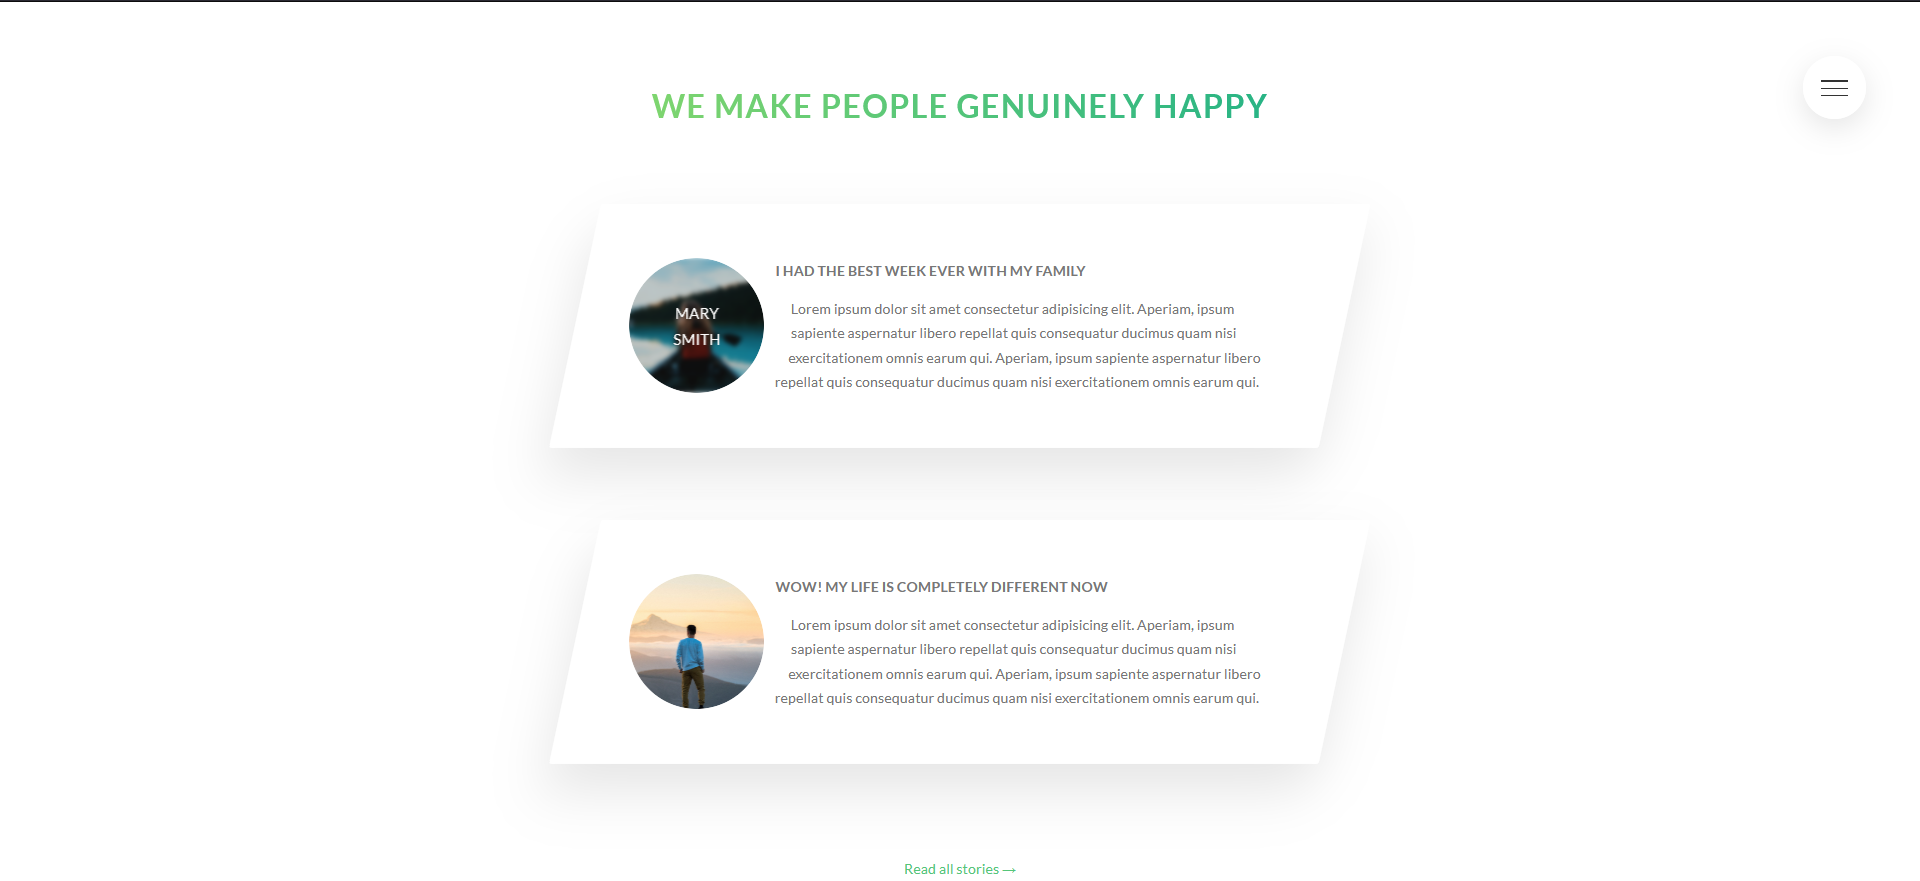 WE MAKE PEOPLE GENUINELY HAPPY
MARY
SMITH
I HAD THE BEST WEEK EVER WITH MY FAMILY
Lorem ipsum dolor sit amet consectetur adipisicing elit. Aperiam, ipsum
sapiente aspernatur libero repellat quis consequatur ducimus quam nisi
exercitationem omnis earum qui. Aperiam, ipsum sapiente aspernatur libero
repellat quis consequatur ducimus quam nisi exercitationem omnis earum qui.
WOW! MY LIFE IS COMPLETELY DIFFERENT NOW
Lorem ipsum dolor sit amet consectetur adipisicing elit. Aperiam, ipsum
sapiente aspernatur libero repellat quis consequatur ducimus quam nisi
exercitationem omnis earum qui. Aperiam, ipsum sapiente aspernatur libero
repellat quis consequatur ducimus quam nisi exercitationem omnis earum qui.
Read all stories →